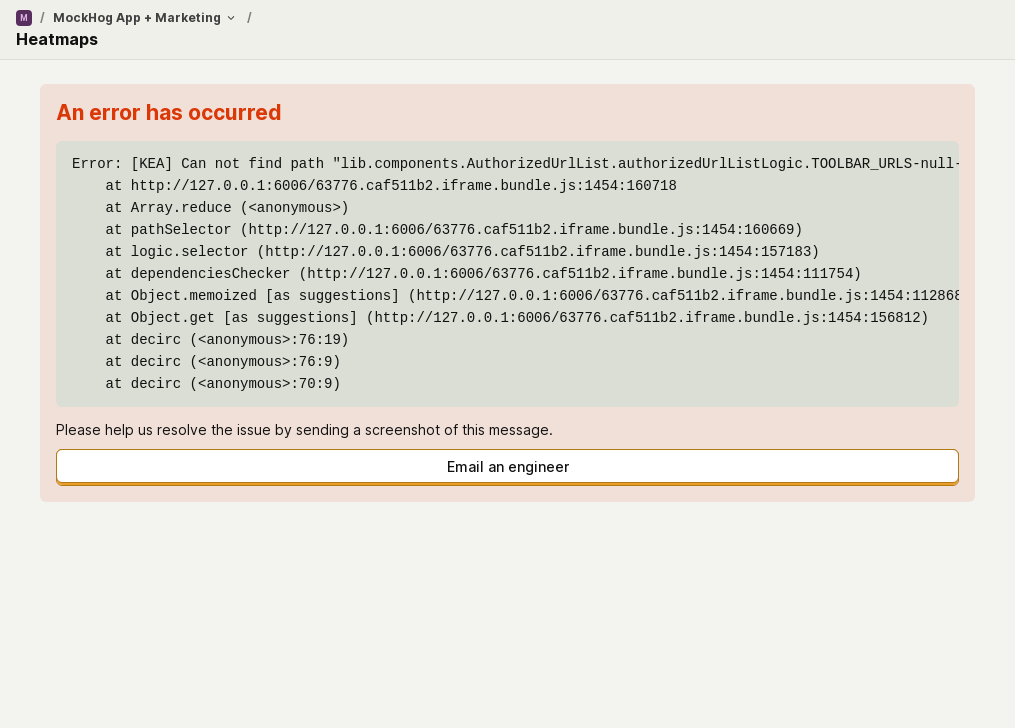 M / MockHog App + Marketing /
Heatmaps
An error has occurred
Error: [KEA] Can not find path "lib.components.AuthorizedUrlList.authorizedUrlListLogic.TOOLBAR_URLS-null-
at http://127.0.0.1:6006/63776.caf511b2.iframe.bundle.js:1454:160718
at Array.reduce (<anonymous>)
at pathSelector (http://127.0.0.1:6006/63776.caf511b2.iframe.bundle.js:1454:160669)
at logic.selector (http://127.0.0.1:6006/63776.caf511b2.iframe.bundle.js:1454:157183)
at dependenciesChecker (http://127.0.0.1:6006/63776.caf511b2.iframe.bundle.js:1454:111754)
at Object.memoized [as suggestions] (http://127.0.0.1:6006/63776.caf511b2.iframe.bundle.js:1454:112868
at Object.get [as suggestions] (http://127.0.0.1:6006/63776.caf511b2.iframe.bundle.js:1454:156812)
at decirc (<anonymous>:76:19)
at decirc (<anonymous>:76:9)
at decirc (<anonymous>:70:9)
Please help us resolve the issue by sending a screenshot of this message.
Email an engineer